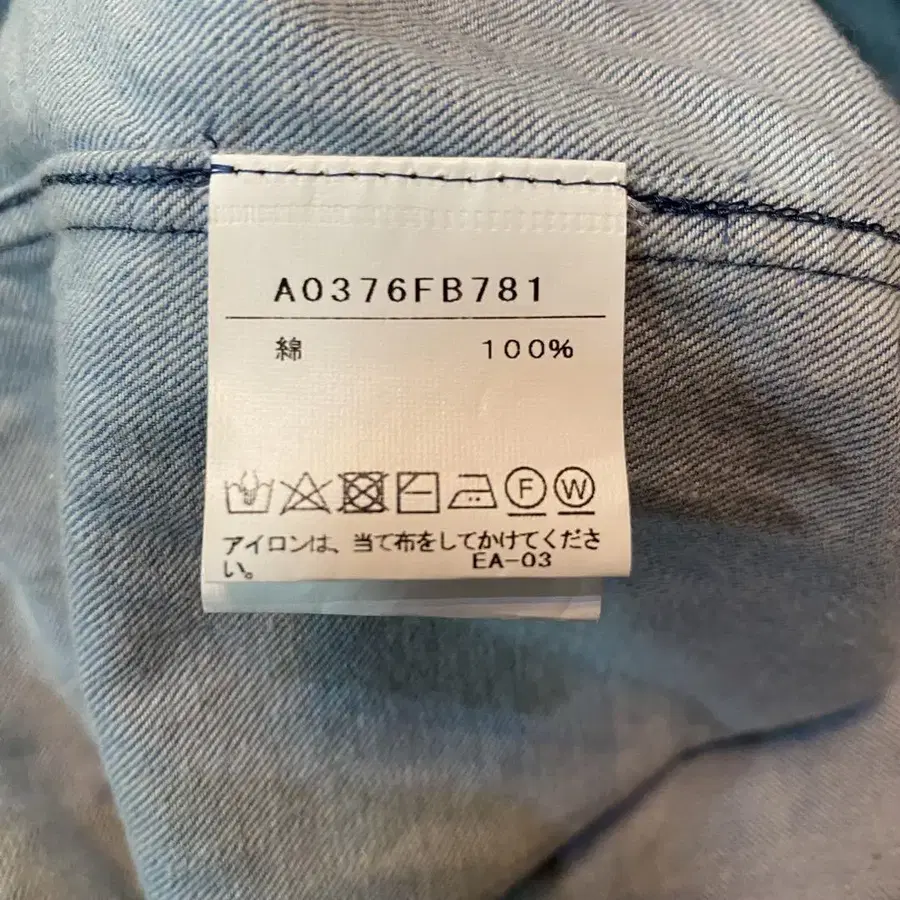 A0376FB781
綿 100%
F W
アイロンは、当て布をしてかけてくださ
い。 EA-03